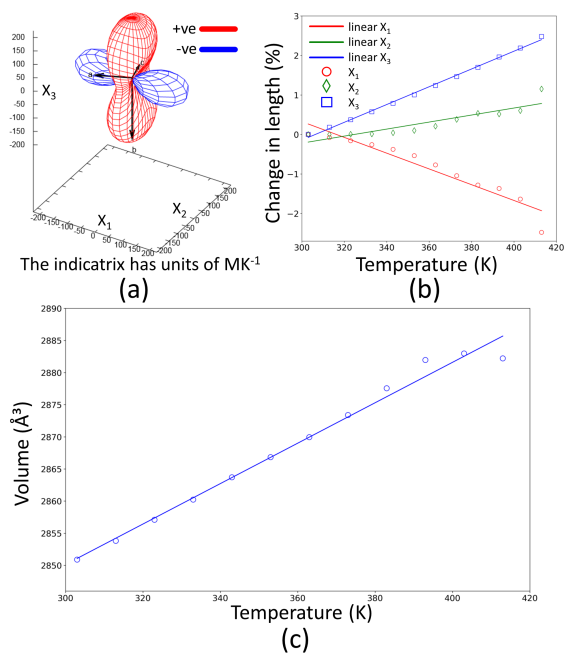 +ve
-ve
200
150
100
50
0
-50
-100
-150
-200
X3
a
c
b
-200
-150
-100
-50
0
50
100
150
200
X1
-200
-150
-100
-50
0
50
100
150
200
X2
The indicatrix has units of MK-1
(a)
linear X1
linear X2
linear X3
X1
X2
X3
3
2
1
0
−1
−2
Change in length (%)
300 320 340 360 380 400 420
Temperature (K)
(b)
2890
2880
2870
2860
2850
Volume (Å³)
300 320 340 360 380 400 420
Temperature (K)
(c)